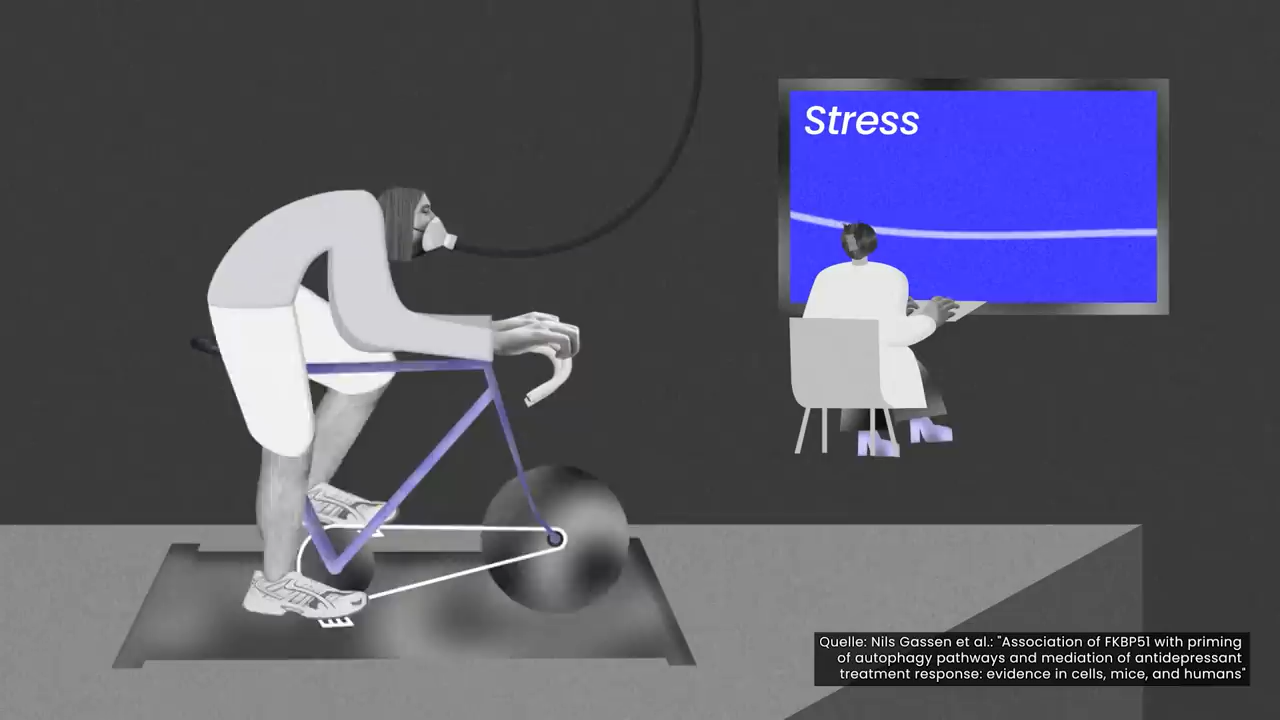 Stress
Quelle: Nils Gassen et al.: "Association of FKBP51 with priming
of autophagy pathways and mediation of antidepressant
treatment response: evidence in cells, mice, and humans"